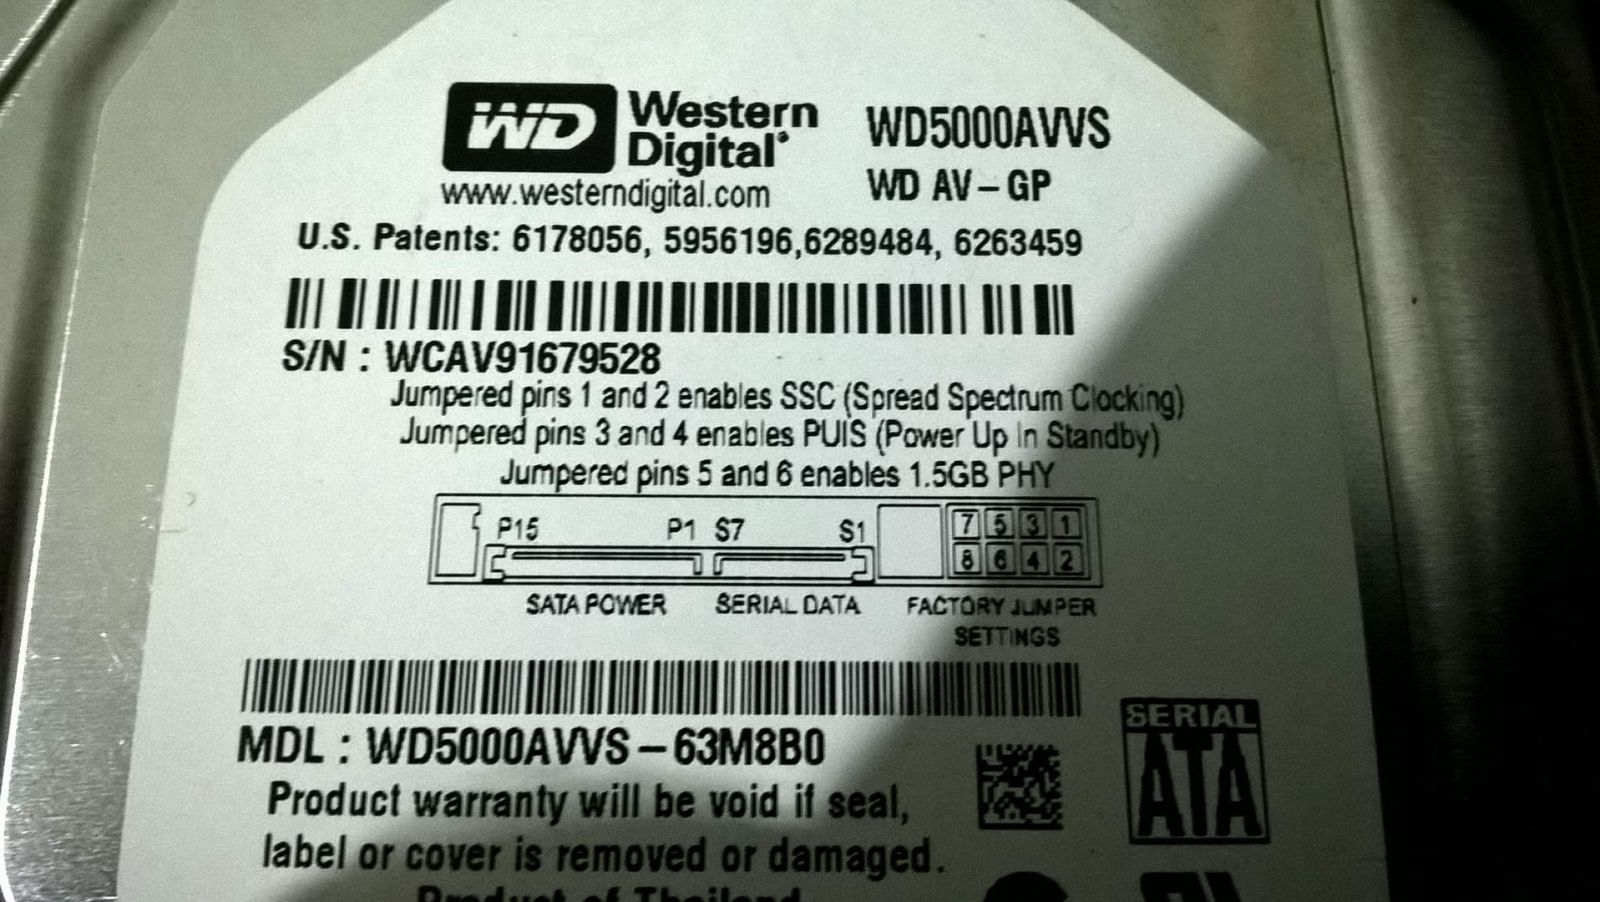 WD Western Digital® WD5000AVVS
www.westerndigital.com WD AV-GP
U.S. Patents: 6178056, 5956196,6289484, 6263459
S/N : WCAV91679528
Jumpered pins 1 and 2 enables SSC (Spread Spectrum Clocking)
Jumpered pins 3 and 4 enables PUIS (Power Up In Standby)
Jumpered pins 5 and 6 enables 1.5GB PHY
P15 P1 S7 S1 7 5 3 1
8 6 4 2
SATA POWER SERIAL DATA FACTORY JUMPER
SETTINGS
MDL : WD5000AVVS-63M8B0
SERIAL
ATA
Product warranty will be void if seal,
label or cover is removed or damaged.
Product of Thailand